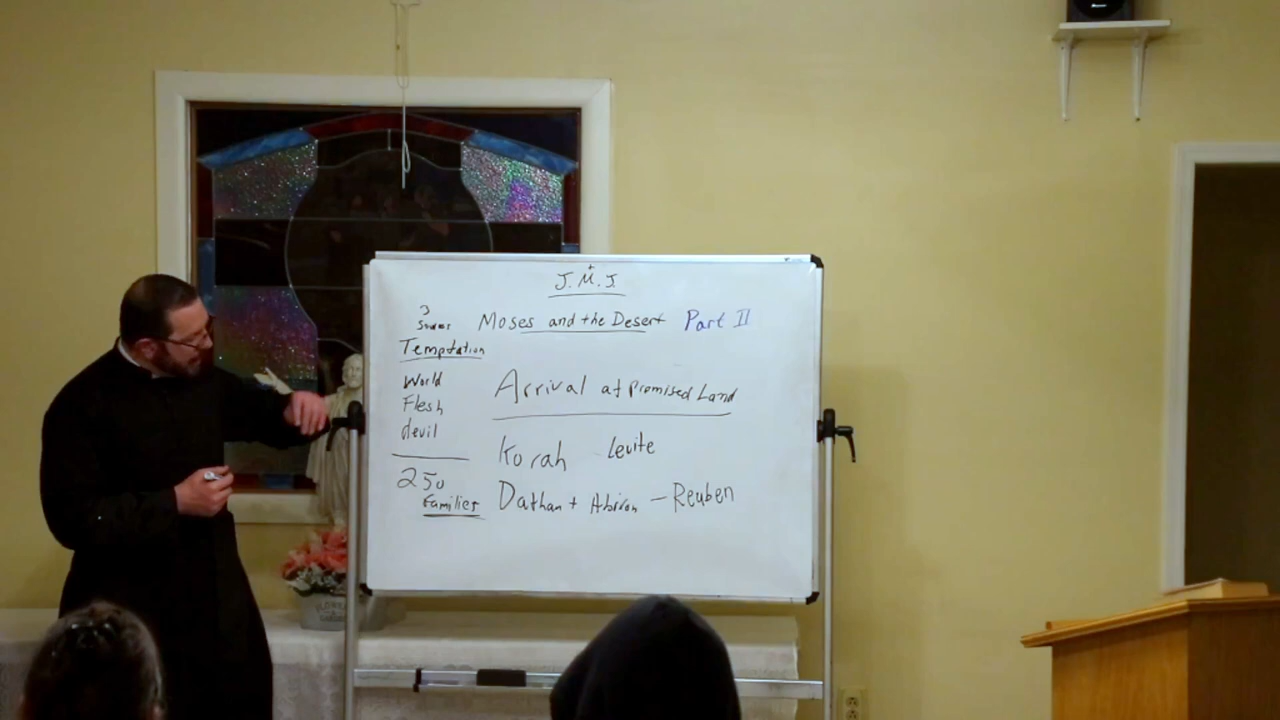 J.M.J.
Moses and the Desert Part II
3
Temptation
World
Flesh
devil
250
families
Arrival at Promised Land
Korah Levite
Dathan + Abiron - Reuben